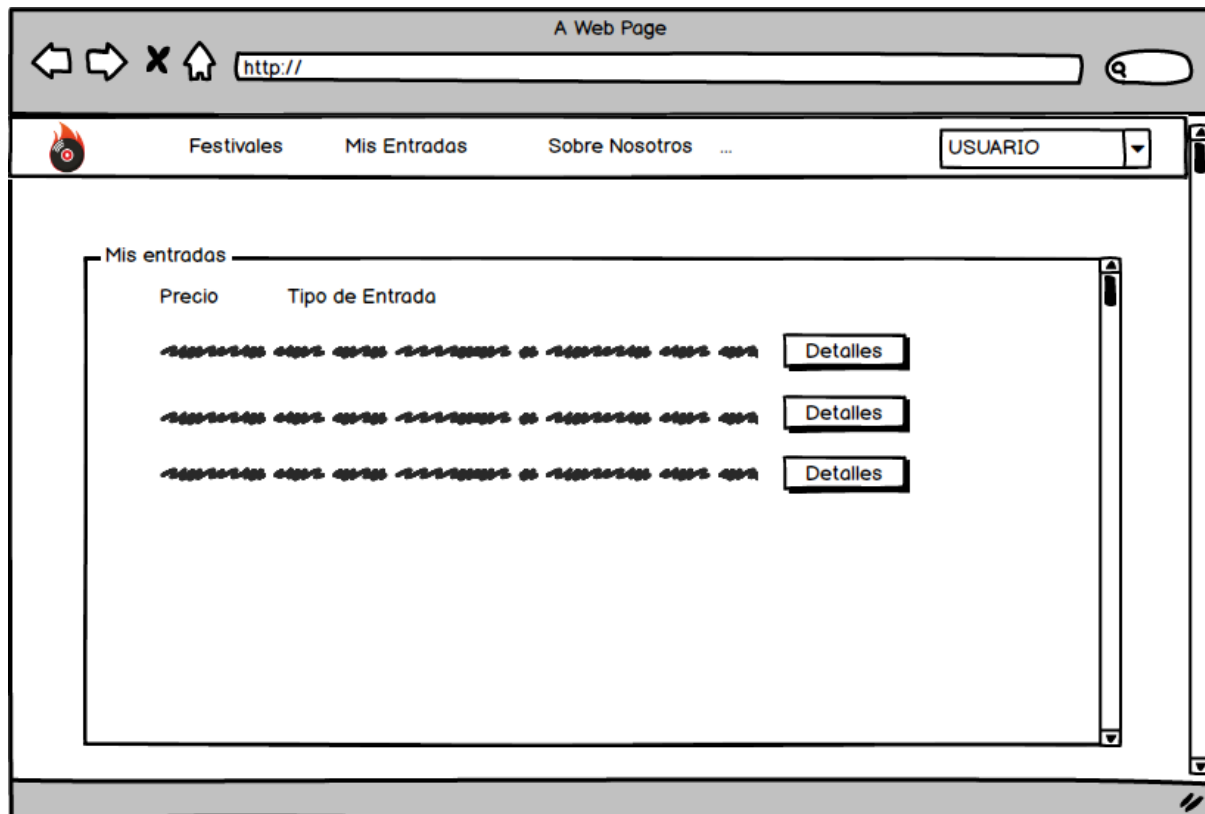 A Web Page
http://
Festivales Mis Entradas Sobre Nosotros ... USUARIO
Mis entradas
Precio Tipo de Entrada
Detalles
Detalles
Detalles